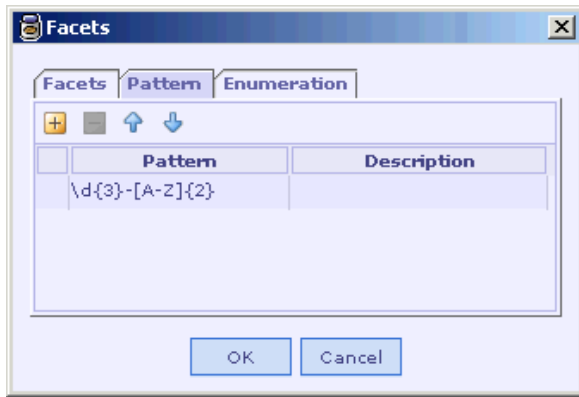 Facets
Facets Pattern Enumeration
Pattern Description
\d{3}-[A-Z]{2}
OK Cancel